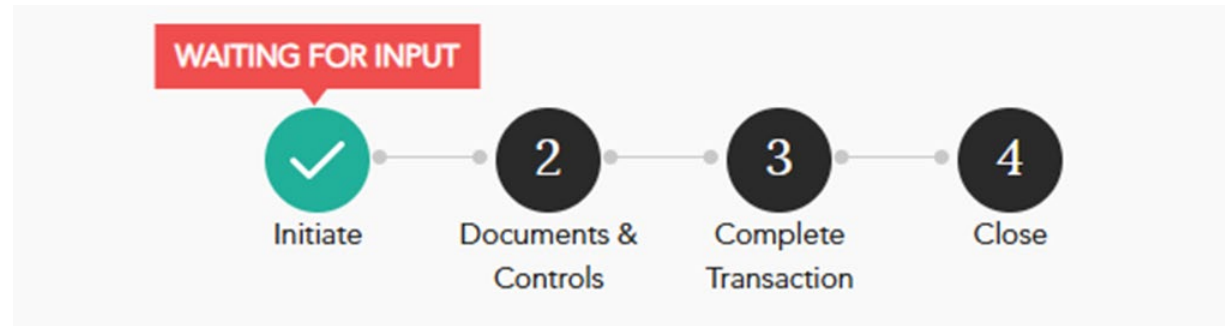 WAITING FOR INPUT
2
3
4
Initiate
Documents &
Controls
Complete
Transaction
Close